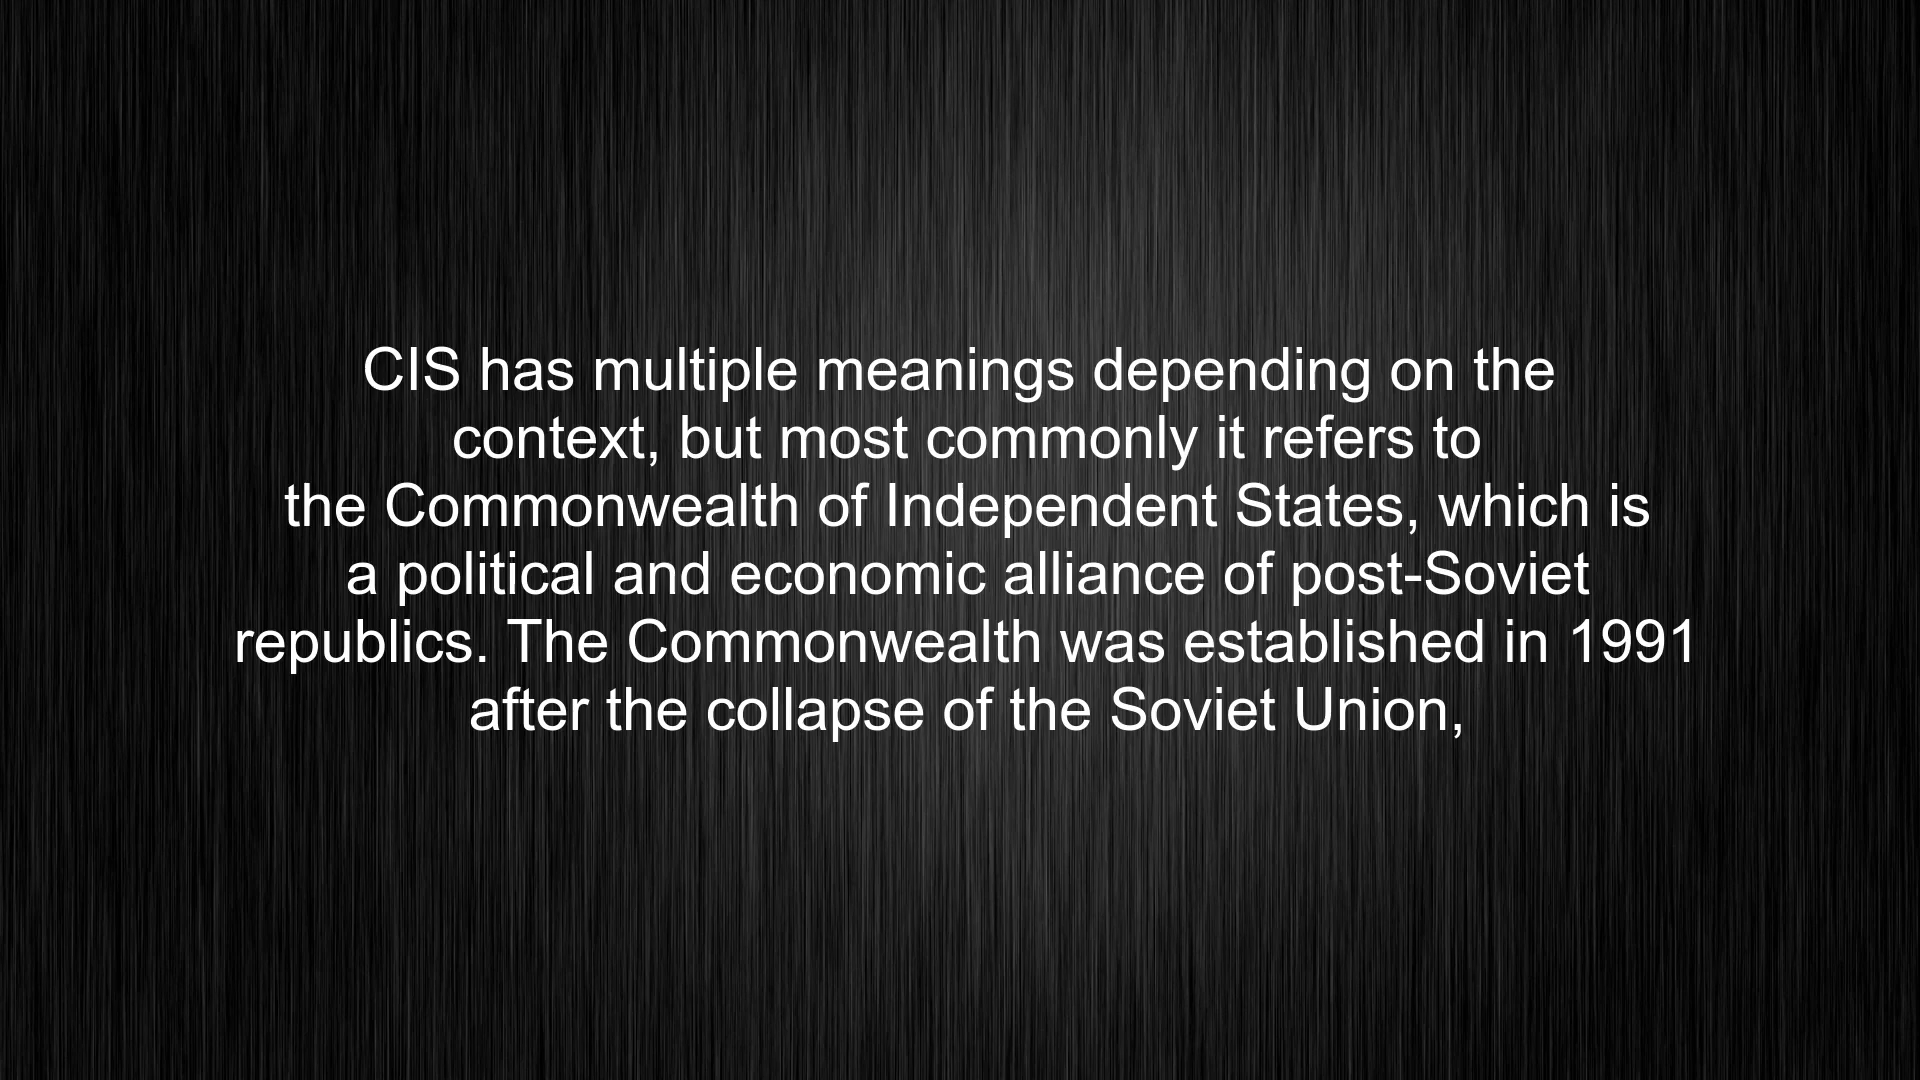 CIS has multiple meanings depending on the
context, but most commonly it refers to
the Commonwealth of Independent States, which is
a political and economic alliance of post-Soviet
republics. The Commonwealth was established in 1991
after the collapse of the Soviet Union,